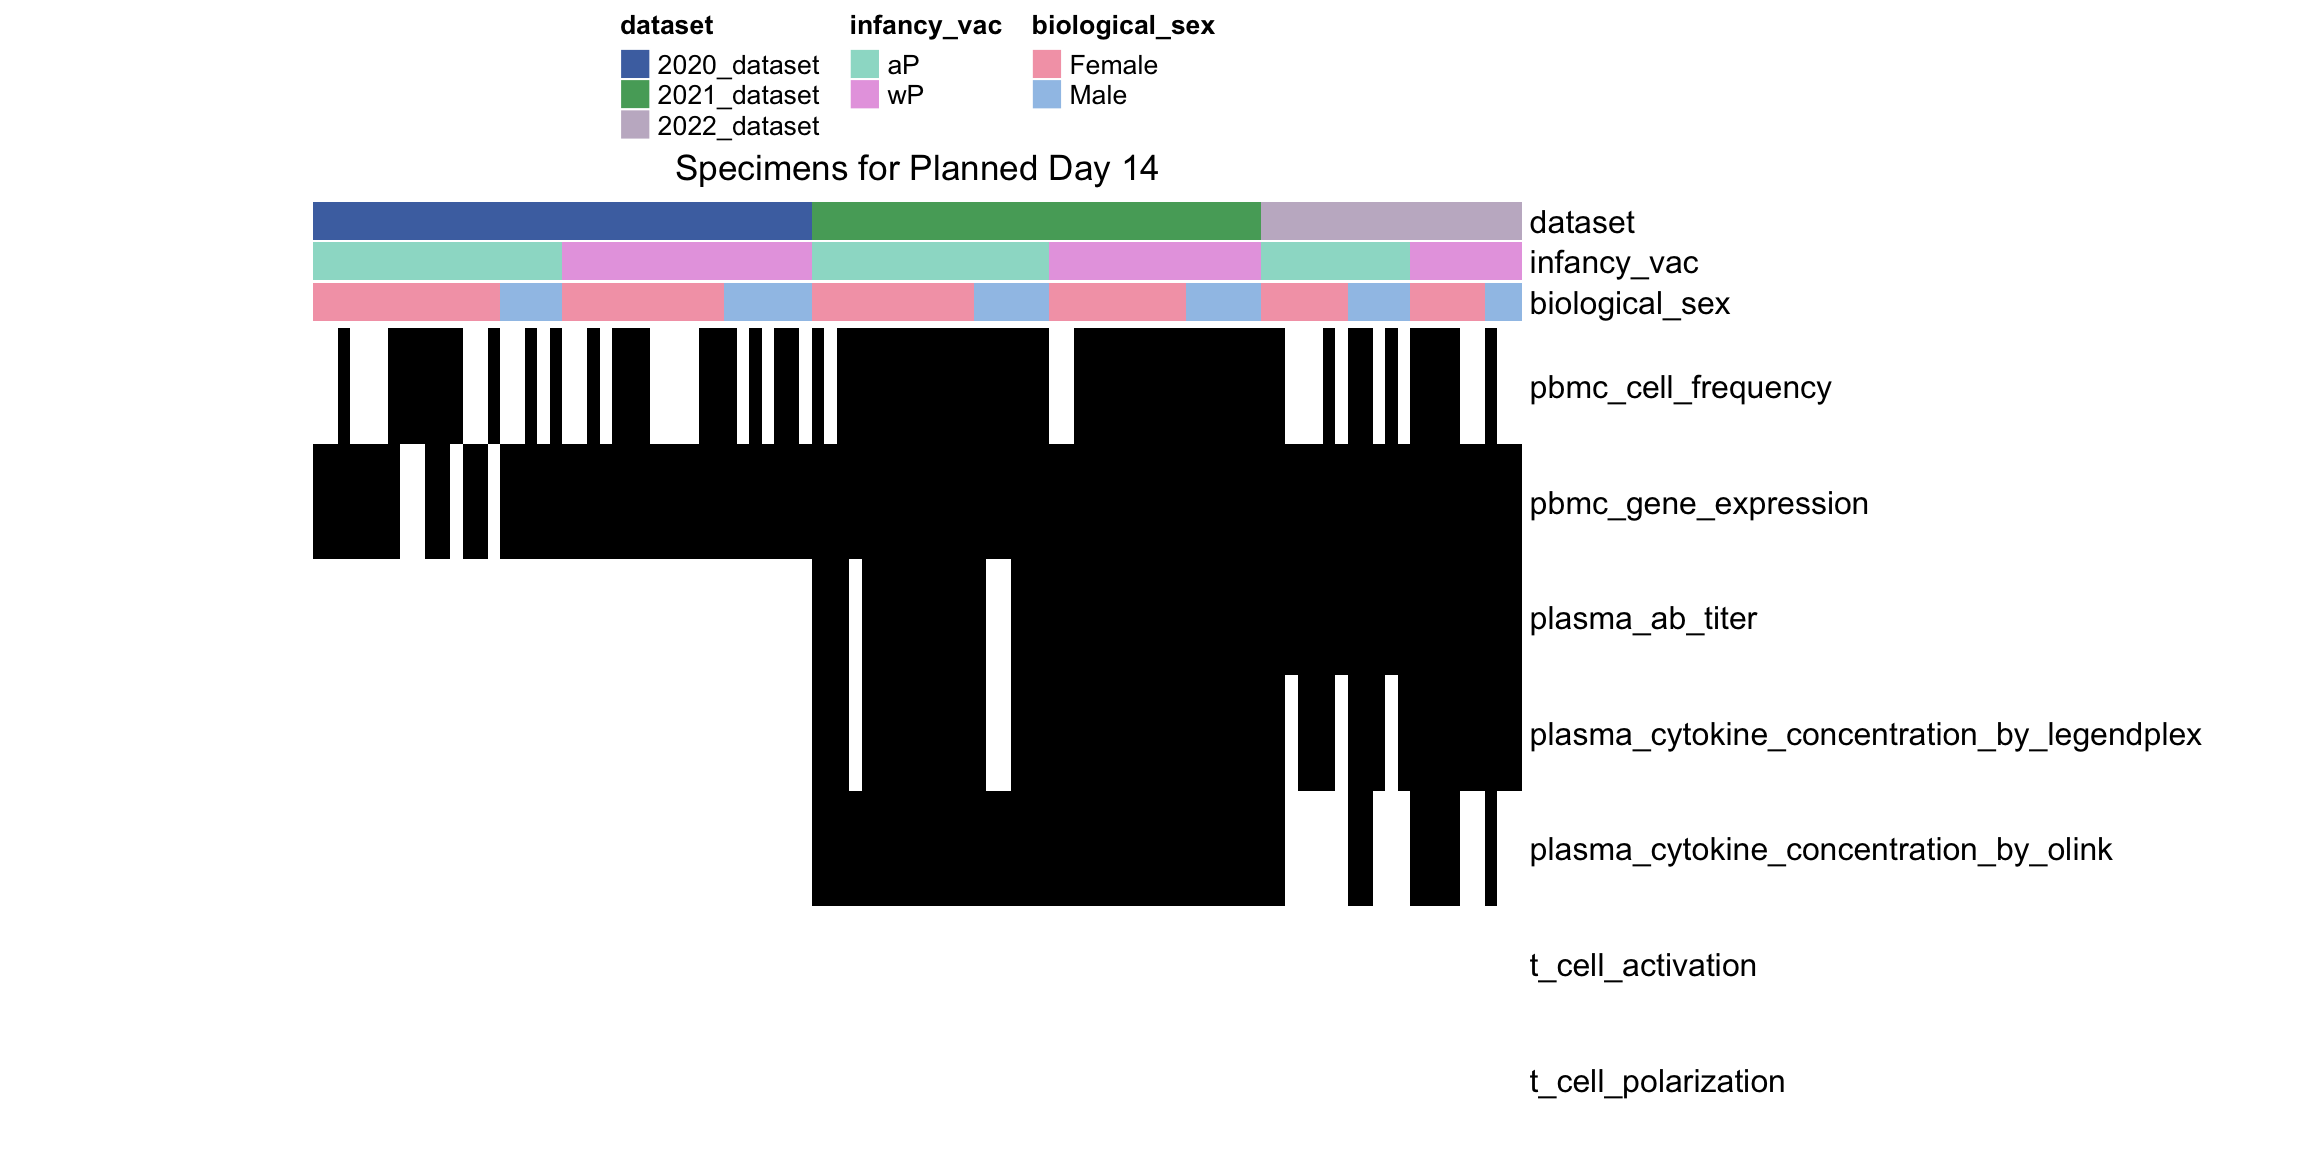 dataset infancy_vac biological_sex
2020_dataset aP Female
2021_dataset wP Male
2022_dataset
Specimens for Planned Day 14
dataset
infancy_vac
biological_sex
pbmc_cell_frequency
pbmc_gene_expression
plasma_ab_titer
plasma_cytokine_concentration_by_legendplex
plasma_cytokine_concentration_by_olink
t_cell_activation
t_cell_polarization